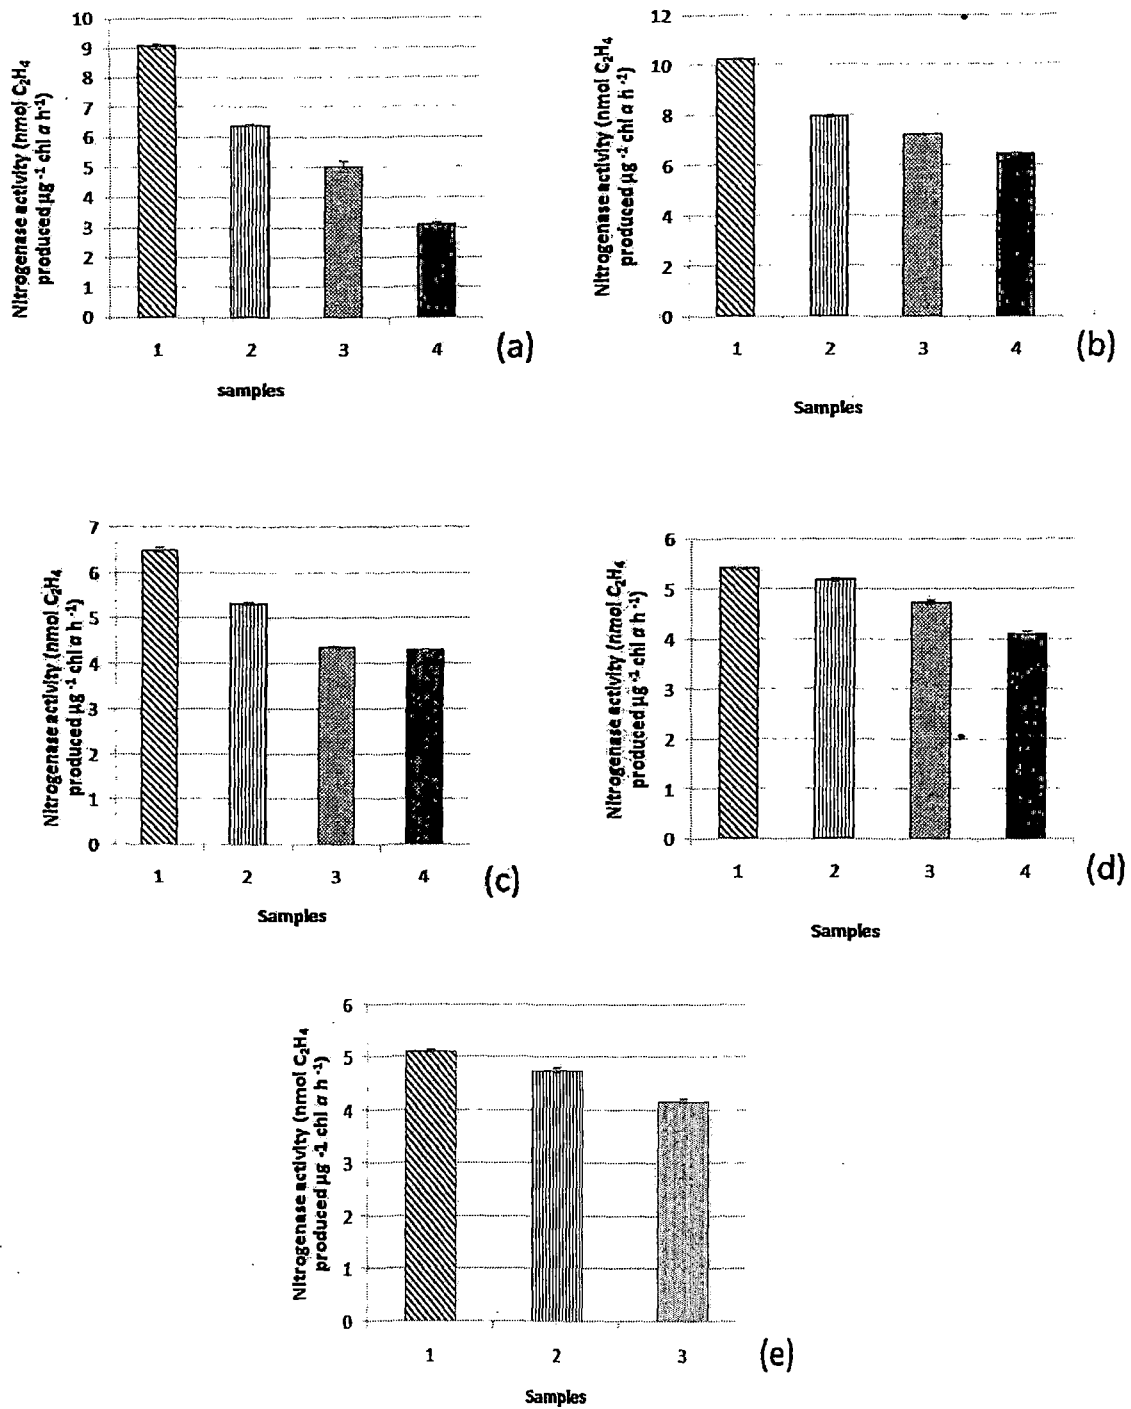 Nitrogenase activity (nmol C₂H₄
produced µg ⁻¹ chl a h⁻¹)
10
9
8
7
6
5
4
3
2
1
0
1 2 3 4
samples
(a)
Nitrogenase activity (nmol C₂H₄
produced µg ⁻¹ chl a h ⁻¹)
12
10
8
6
4
2
0
1 2 3 4
Samples
(b)
Nitrogenase activity (nmol C₂H₄
produced µg ⁻¹ chl a h ⁻¹)
7
6
5
4
3
2
1
0
1 2 3 4
Samples
(c)
Nitrogenase activity (nmol C₂H₄
produced µg ⁻¹ chl a h ⁻¹)
6
5
4
3
2
1
0
1 2 3 4
Samples
(d)
Nitrogenase activity (nmol C₂H₄
produced µg -1 chl a h ⁻¹)
6
5
4
3
2
1
0
1 2 3
Samples
(e)